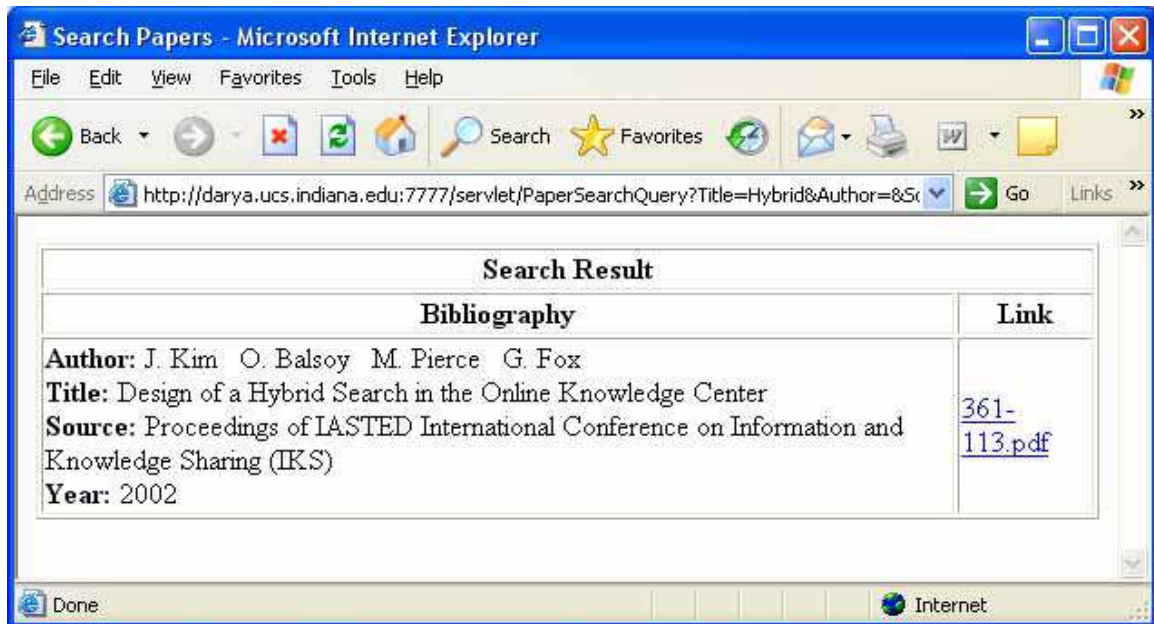 Search Papers - Microsoft Internet Explorer
File Edit View Favorites Tools Help
Back Search Favorites »
Address http://darya.ucs.indiana.edu:7777/servlet/PaperSearchQuery?Title=Hybrid&Author=&Sc Go Links »
Search Result
Bibliography Link
Author: J. Kim O. Balsoy M. Pierce G. Fox
Title: Design of a Hybrid Search in the Online Knowledge Center
Source: Proceedings of IASTED International Conference on Information and
Knowledge Sharing (IKS)
Year: 2002
361-
113.pdf
Done Internet